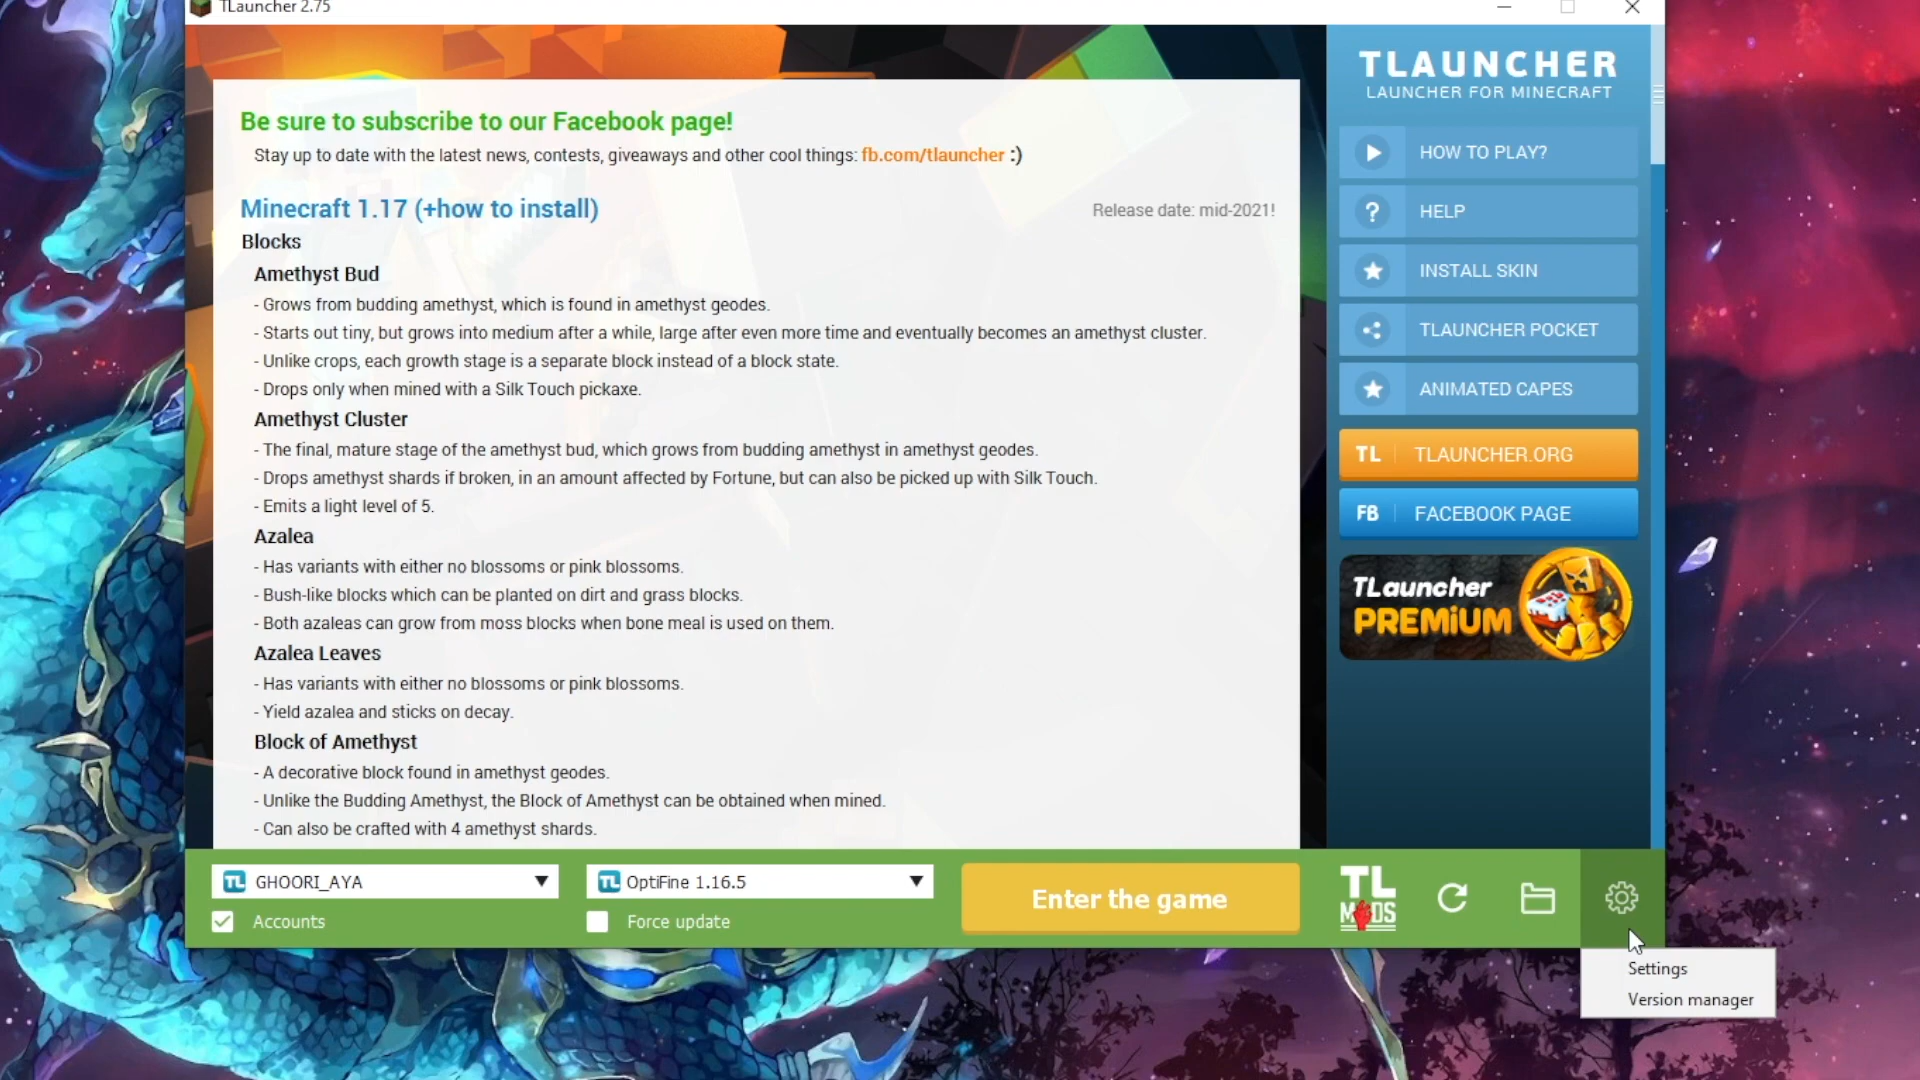 TLauncher 2.75
Be sure to subscribe to our Facebook page!
Stay up to date with the latest news, contests, giveaways and other cool things: fb.com/tlauncher :)
Minecraft 1.17 (+how to install)
Release date: mid-2021!
Blocks
Amethyst Bud
- Grows from budding amethyst, which is found in amethyst geodes.
- Starts out tiny, but grows into medium after a while, large after even more time and eventually becomes an amethyst cluster.
- Unlike crops, each growth stage is a separate block instead of a block state.
- Drops only when mined with a Silk Touch pickaxe.
Amethyst Cluster
- The final, mature stage of the amethyst bud, which grows from budding amethyst in amethyst geodes.
- Drops amethyst shards if broken, in an amount affected by Fortune, but can also be picked up with Silk Touch.
- Emits a light level of 5.
Azalea
- Has variants with either no blossoms or pink blossoms.
- Bush-like blocks which can be planted on dirt and grass blocks.
- Both azaleas can grow from moss blocks when bone meal is used on them.
Azalea Leaves
- Has variants with either no blossoms or pink blossoms.
- Yield azalea and sticks on decay.
Block of Amethyst
- A decorative block found in amethyst geodes.
- Unlike the Budding Amethyst, the Block of Amethyst can be obtained when mined.
- Can also be crafted with 4 amethyst shards.
TLAUNCHER
LAUNCHER FOR MINECRAFT
HOW TO PLAY?
? HELP
INSTALL SKIN
TLAUNCHER POCKET
ANIMATED CAPES
TL TLAUNCHER.ORG
FB FACEBOOK PAGE
TLauncher
PREMiUM
TL GHOORI_AYA
Accounts
TL OptiFine 1.16.5
Force update
Enter the game
TL
MODS
Settings
Version manager